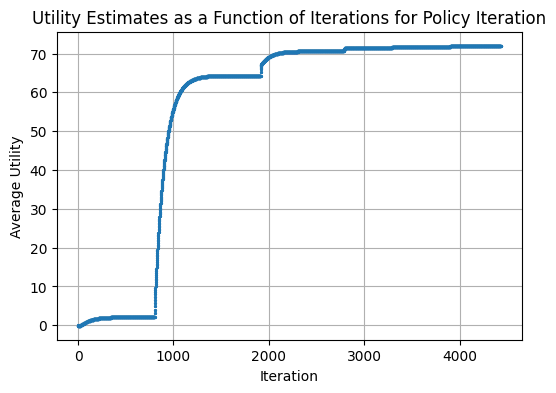 Utility Estimates as a Function of Iterations for Policy Iteration
Average Utility
70
60
50
40
30
20
10
0
0 1000 2000 3000 4000
Iteration